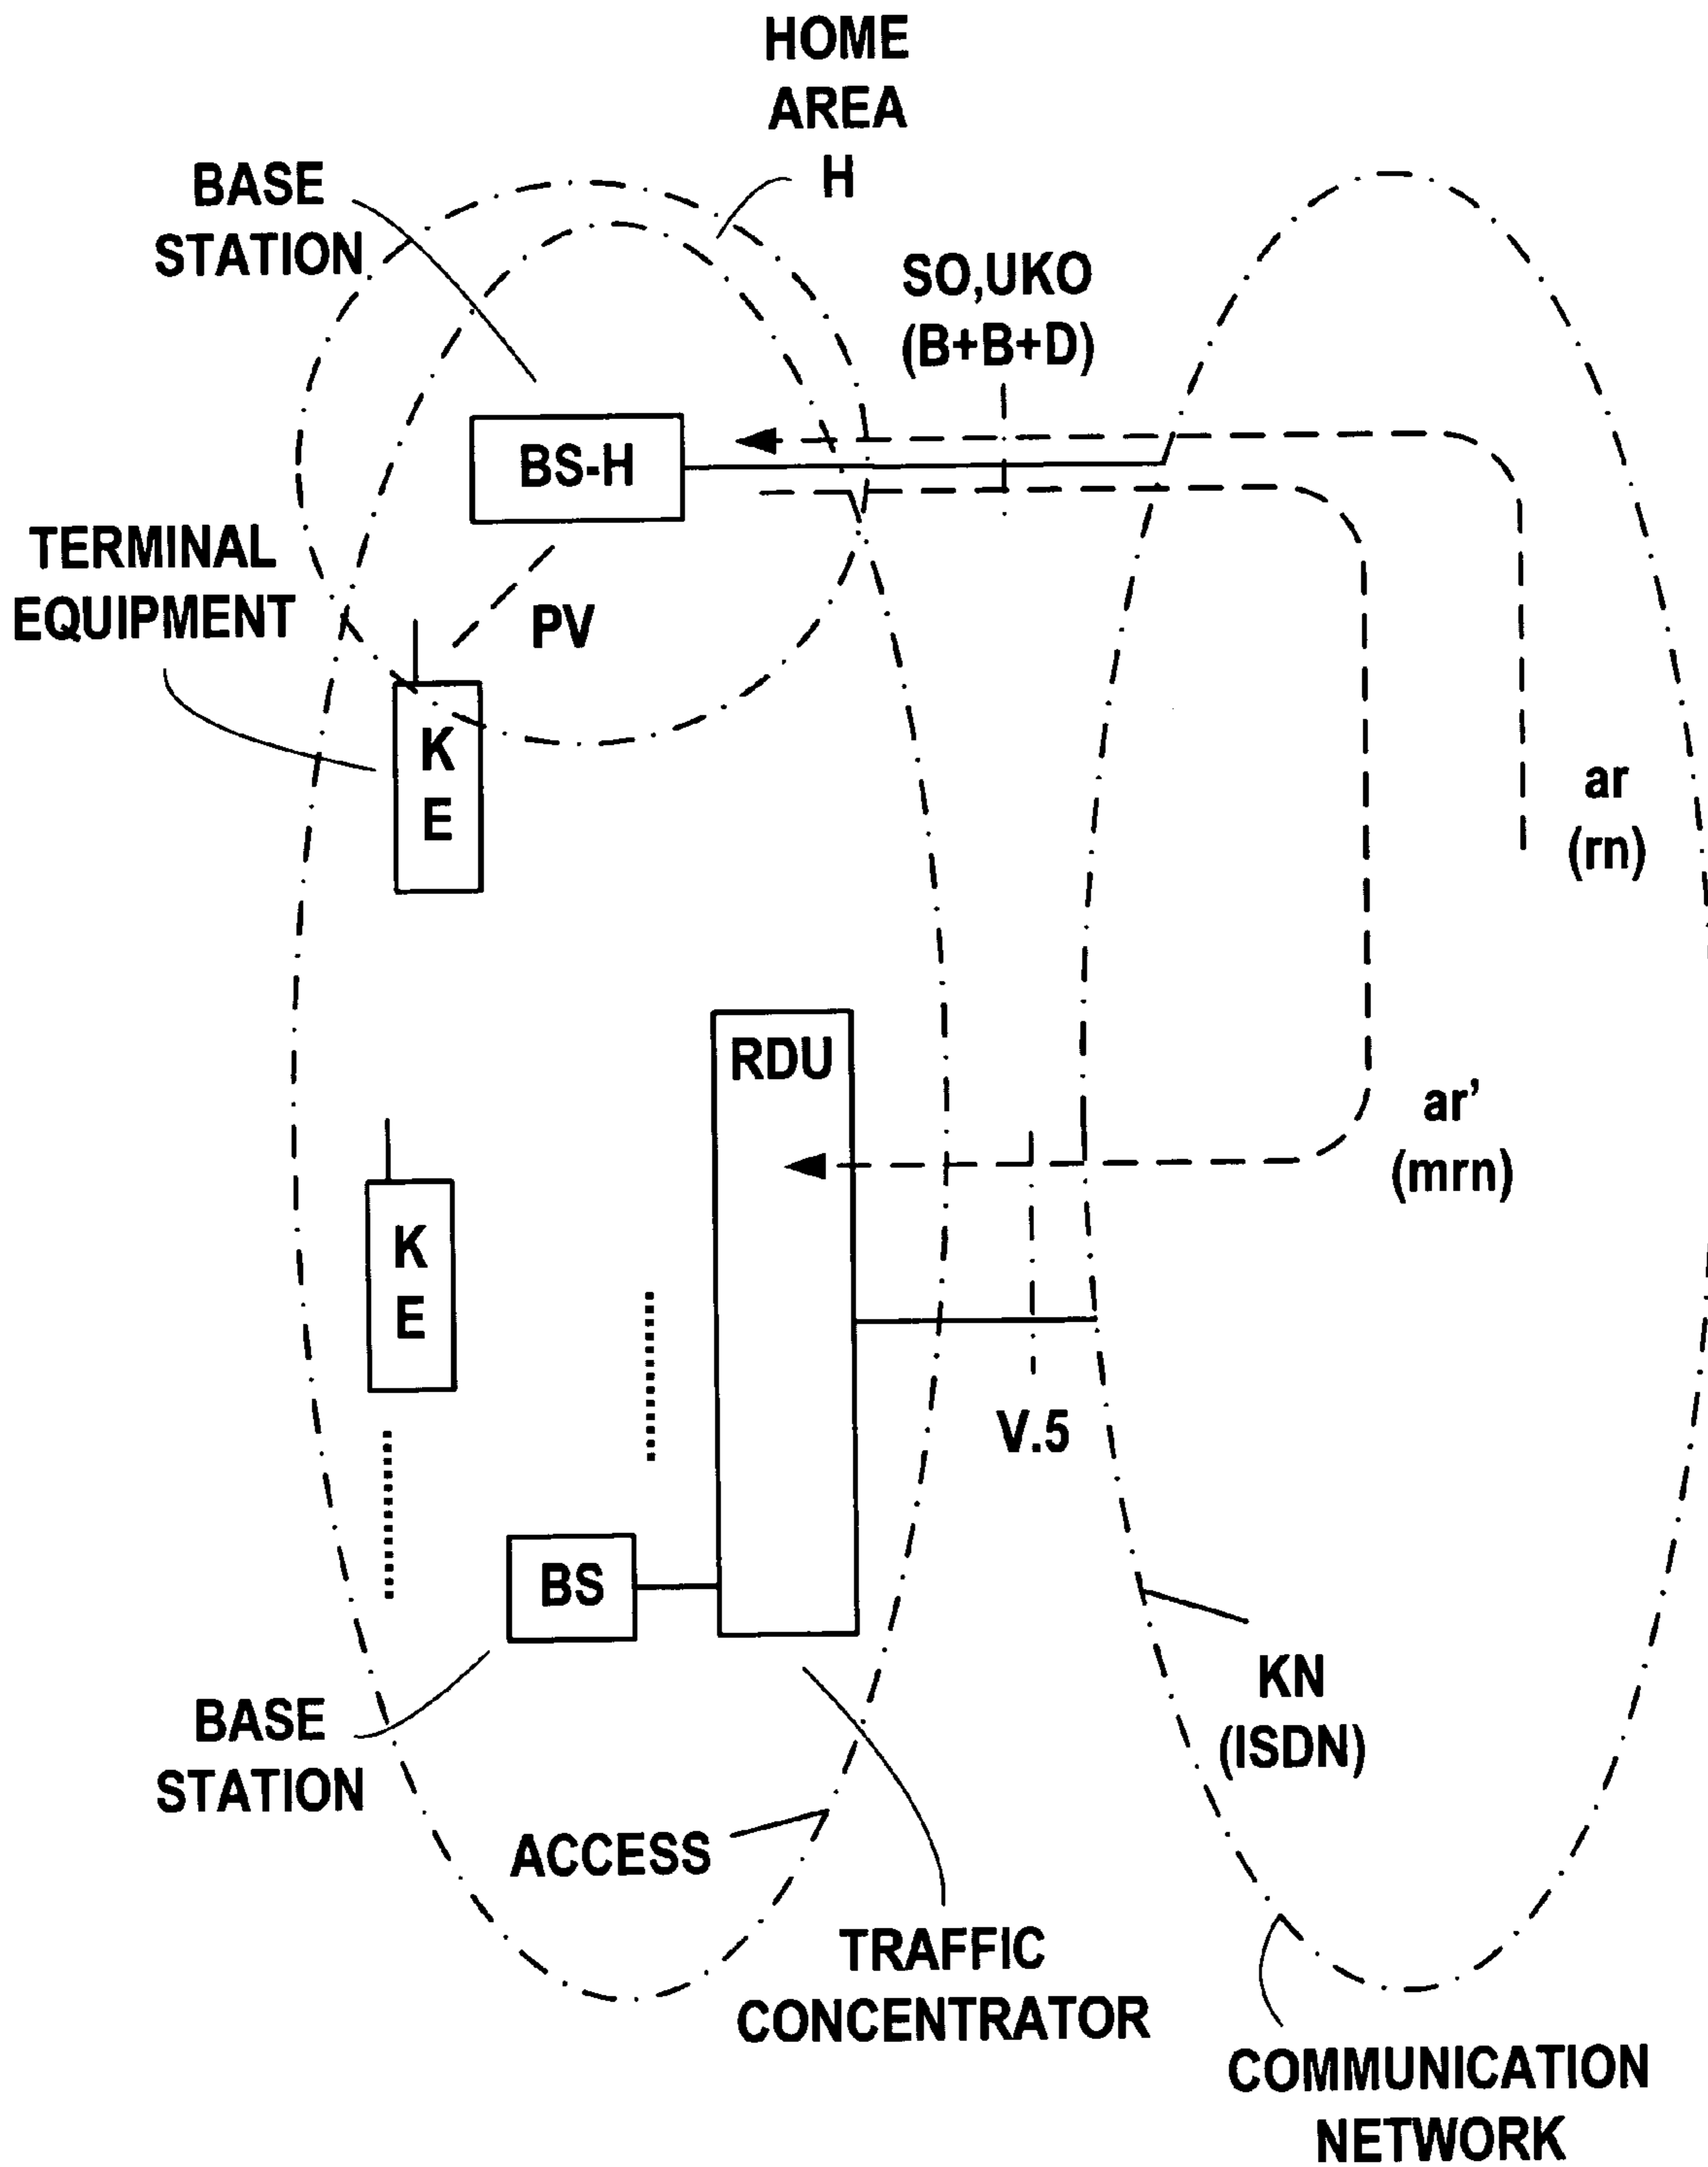 HOME
AREA
H
BASE
STATION
SO,UKO
(B+B+D)
BS-H
TERMINAL
EQUIPMENT
PV
K
E
ar
(rn)
RDU
ar'
(mrn)
K
E
V.5
BS
KN
(ISDN)
BASE
STATION
ACCESS
TRAFFIC
CONCENTRATOR
COMMUNICATION
NETWORK